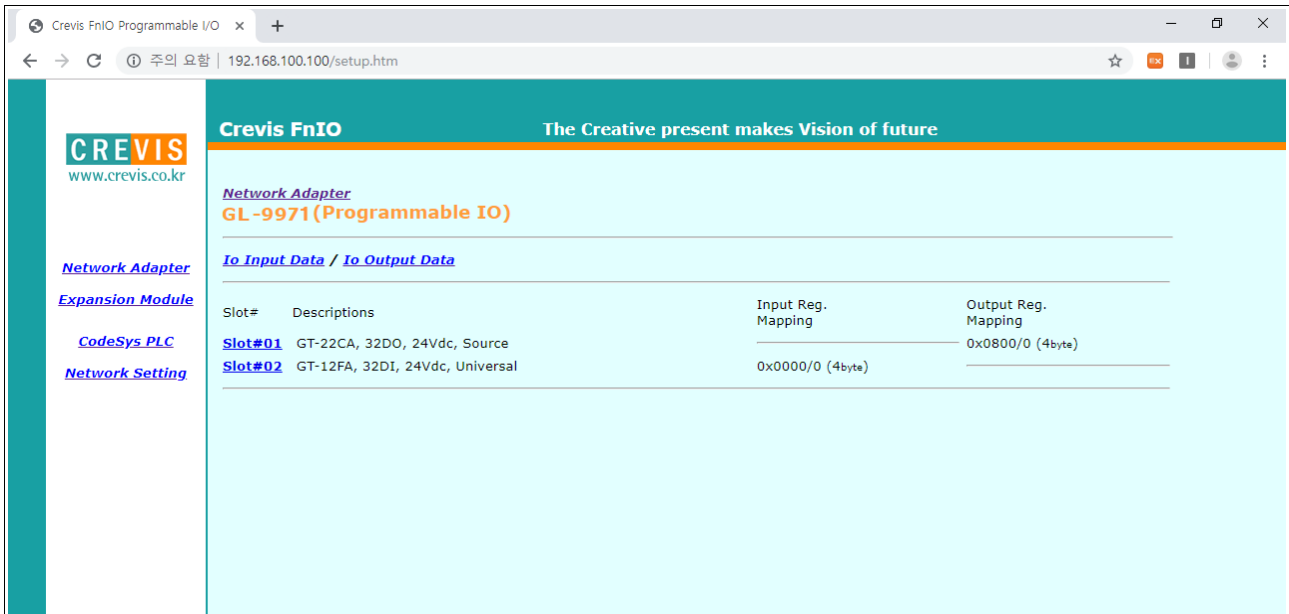 Crevis FnIO Programmable I/O
주의 요함 | 192.168.100.100/setup.htm
EX
I
CREVIS
www.crevis.co.kr
Network Adapter
Expansion Module
CodeSys PLC
Network Setting
Crevis FnIO The Creative present makes Vision of future
Network Adapter
GL-9971(Programmable IO)
Io Input Data / Io Output Data
Slot# Descriptions Input Reg. Mapping Output Reg. Mapping
Slot#01 GT-22CA, 32DO, 24Vdc, Source 0x0800/0 (4byte)
Slot#02 GT-12FA, 32DI, 24Vdc, Universal 0x0000/0 (4byte)